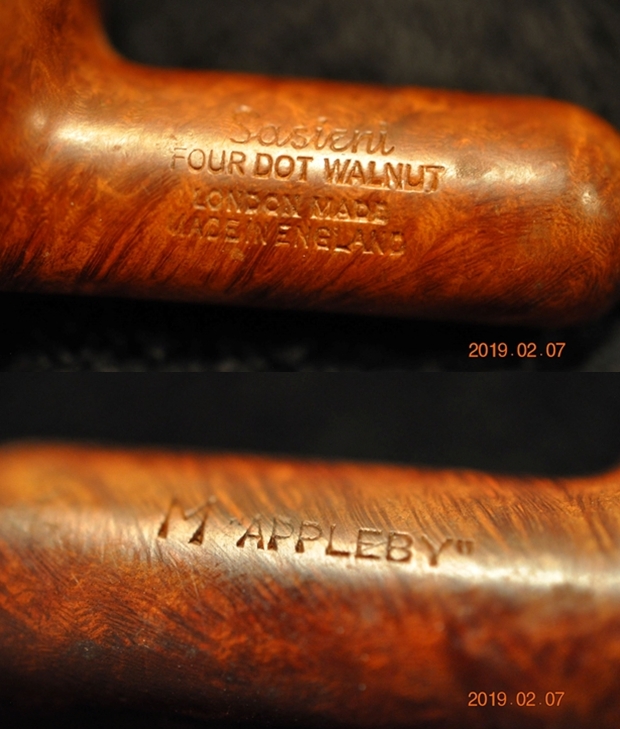 Sasieni
FOUR DOT WALNUT
LONDON MADE
MADE IN ENGLAND
2019.02.07
M "APPLEBY"
2019.02.07